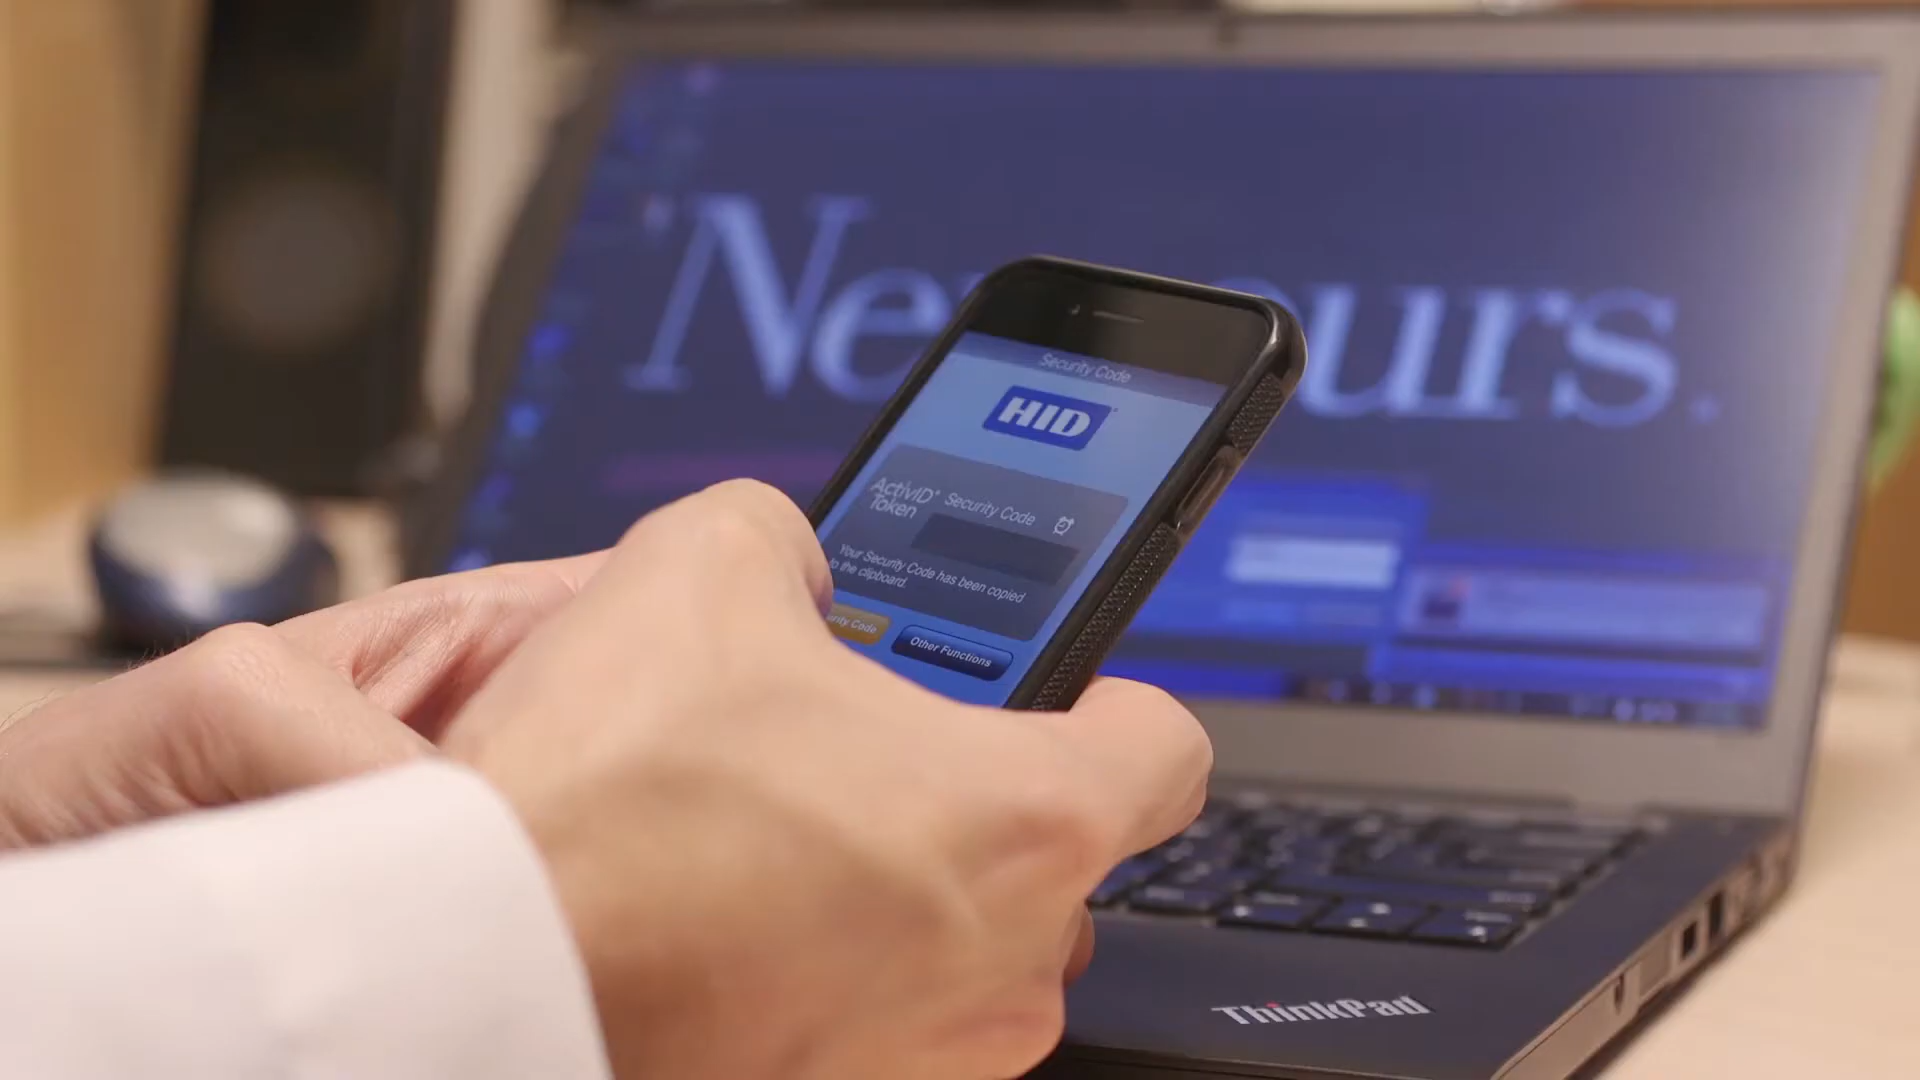 Security Code
HID
ActivID® Security Code
Token
Your Security Code has been copied
to the clipboard.
Code
Other Functions
ThinkPad